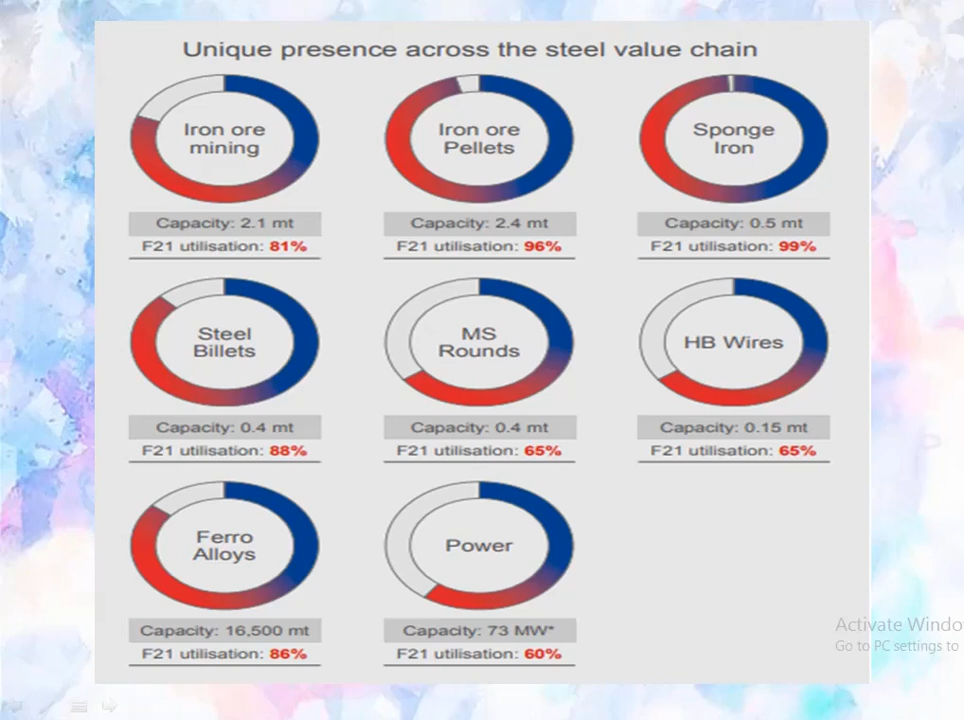 Unique presence across the steel value chain
Iron ore
mining
Capacity: 2.1 mt
F21 utilisation: 81%
Iron ore
Pellets
Capacity: 2.4 mt
F21 utilisation: 96%
Sponge
Iron
Capacity: 0.5 mt
F21 utilisation: 99%
Steel
Billets
Capacity: 0.4 mt
F21 utilisation: 88%
MS
Rounds
Capacity: 0.4 mt
F21 utilisation: 65%
HB Wires
Capacity: 0.15 mt
F21 utilisation: 65%
Ferro
Alloys
Capacity: 16,500 mt
F21 utilisation: 86%
Power
Capacity: 73 MW*
F21 utilisation: 60%
Activate Windo
Go to PC settings to